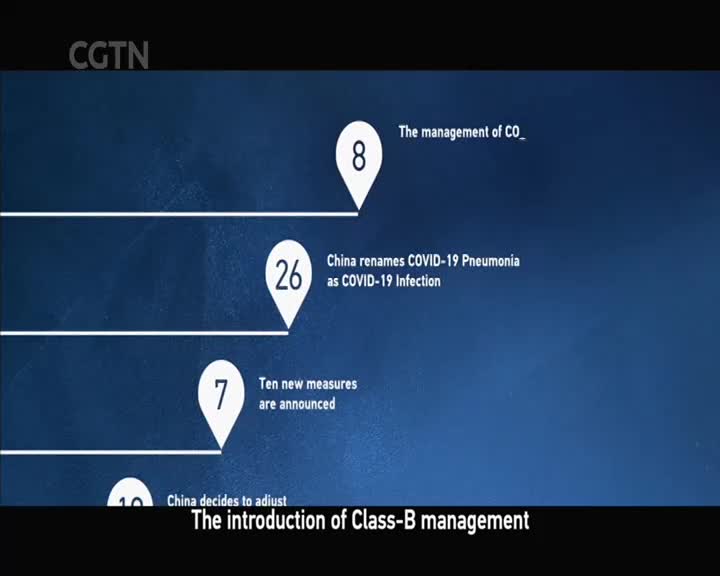 CGTN
8
The management of CO_
26
China renames COVID-19 Pneumonia
as COVID-19 Infection
7
Ten new measures
are announced
China decides to adjust
The introduction of Class-B management